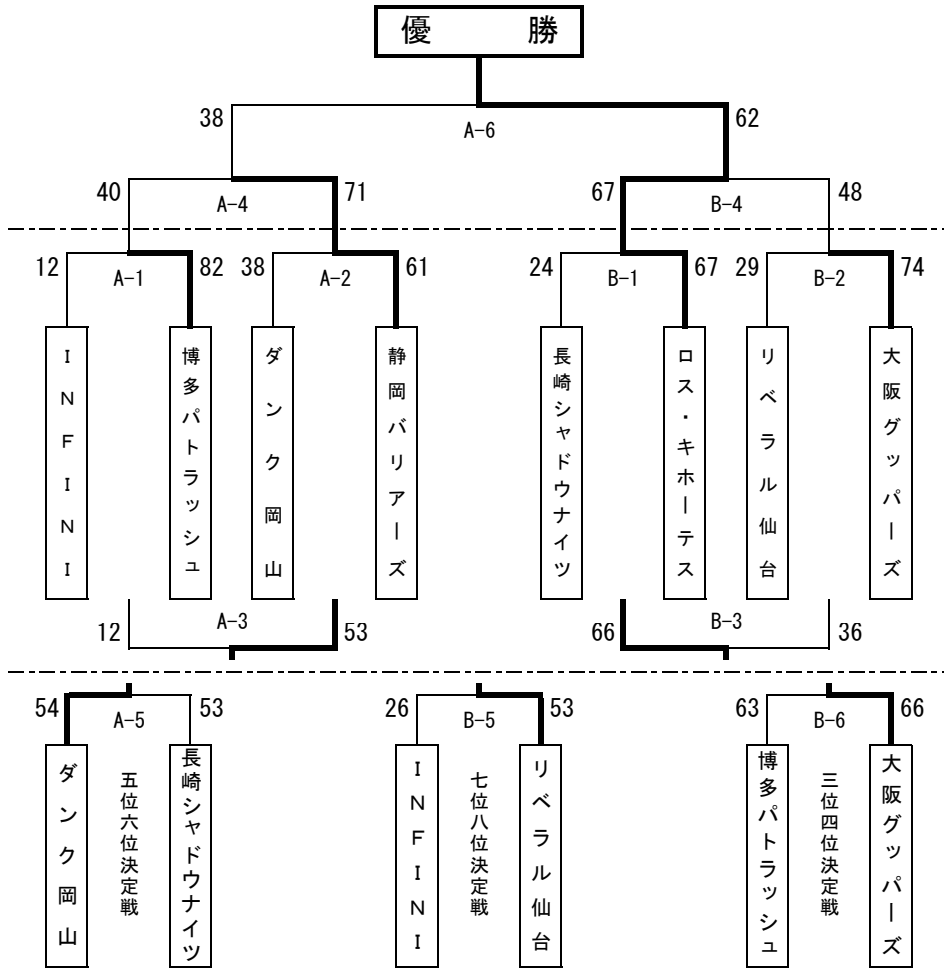 優　勝
38 A-6 62
40 A-4 71 67 B-4 48
12 A-1 82 38 A-2 61 24 B-1 67 29 B-2 74
ＩＮＦＩＮＩ
博多パトラッシュ
ダンク岡山
静岡バリアーズ
長崎シャドウナイツ
ロス・キホーテス
リベラル仙台
大阪グッパーズ
12 A-3 53 66 B-3 36
54 A-5 53 26 B-5 53 63 B-6 66
ダンク岡山
五位六位決定戦
長崎シャドウナイツ
ＩＮＦＩＮＩ
七位八位決定戦
リベラル仙台
博多パトラッシュ
三位四位決定戦
大阪グッパーズ